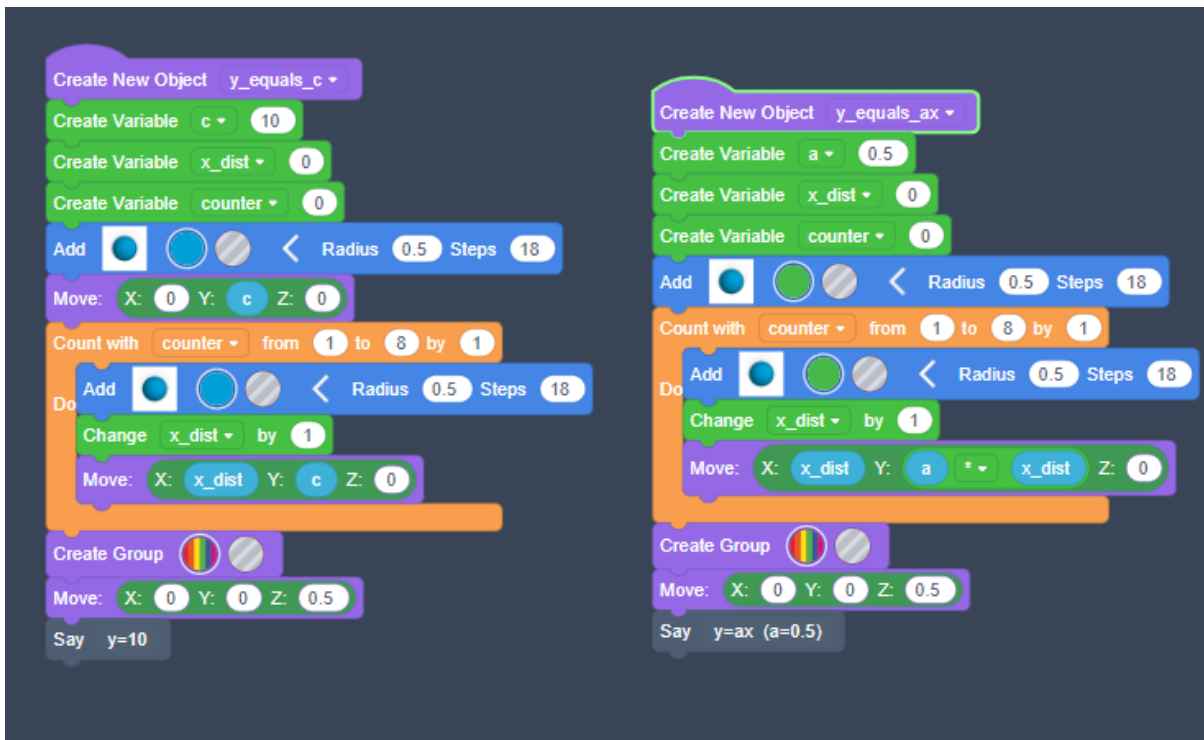 Create New Object y_equals_c
Create Variable c 10
Create Variable x_dist 0
Create Variable counter 0
Add Radius 0.5 Steps 18
Move: X: 0 Y: c Z: 0
Count with counter from 1 to 8 by 1
Do
Add Radius 0.5 Steps 18
Change x_dist by 1
Move: X: x_dist Y: c Z: 0
Create Group
Move: X: 0 Y: 0 Z: 0.5
Say y=10
Create New Object y_equals_ax
Create Variable a 0.5
Create Variable x_dist 0
Create Variable counter 0
Add Radius 0.5 Steps 18
Count with counter from 1 to 8 by 1
Do
Add Radius 0.5 Steps 18
Change x_dist by 1
Move: X: x_dist Y: a * x_dist Z: 0
Create Group
Move: X: 0 Y: 0 Z: 0.5
Say y=ax (a=0.5)